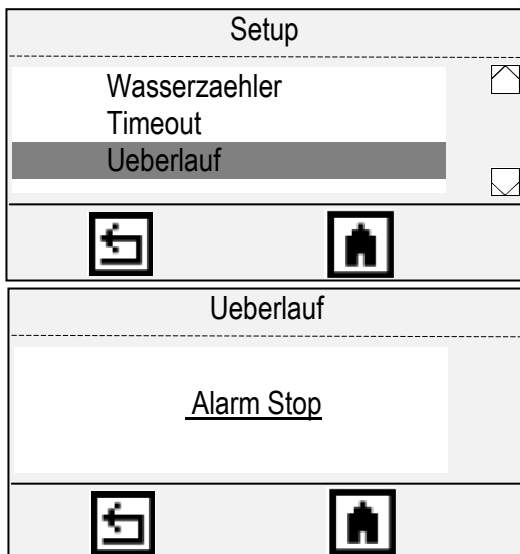 Setup
Wasserzaehler
Timeout
Ueberlauf
Ueberlauf
Alarm Stop